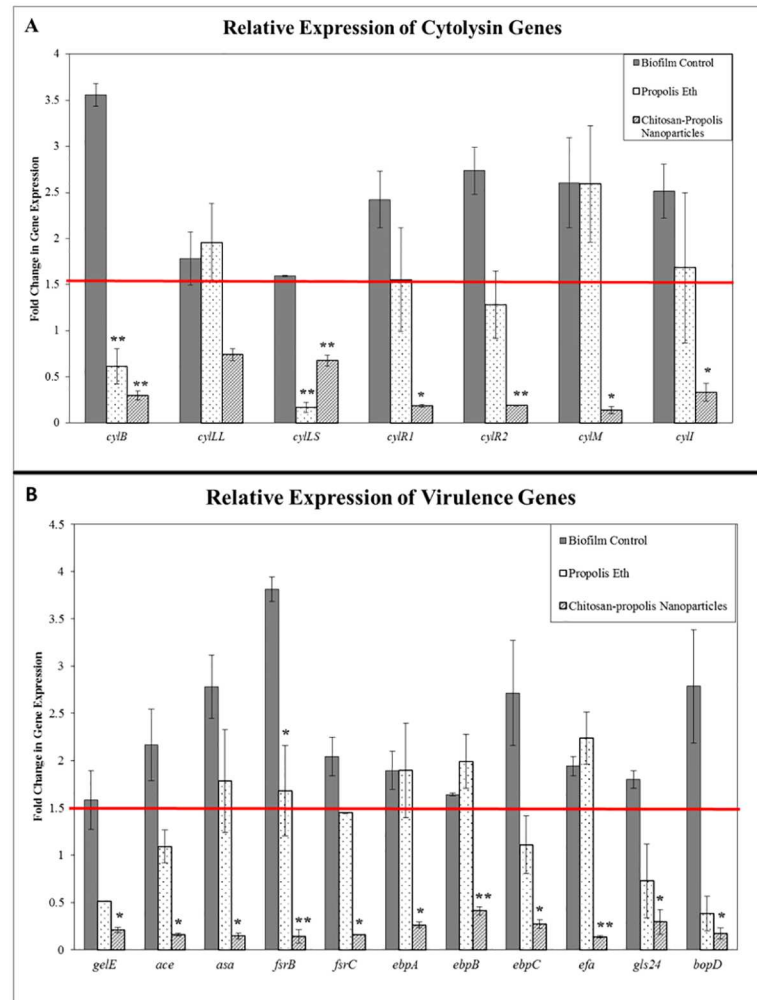 A
Relative Expression of Cytolysin Genes
Fold Change in Gene Expression
4
3.5
3
2.5
2
1.5
1
0.5
0
Biofilm Control
Propolis Eth
Chitosan-Propolis
Nanoparticles
**
**
**
**
*
**
*
*
cylB cylLL cylLS cylR1 cylR2 cylM cylI
B
Relative Expression of Virulence Genes
Fold Change in Gene Expression
4.5
4
3.5
3
2.5
2
1.5
1
0.5
0
Biofilm Control
Propolis Eth
Chitosan-propolis Nanoparticles
*
*
*
*
**
*
*
**
*
**
*
*
gelE ace asa fsrB fsrC ebpA ebpB ebpC efa gls24 bopD